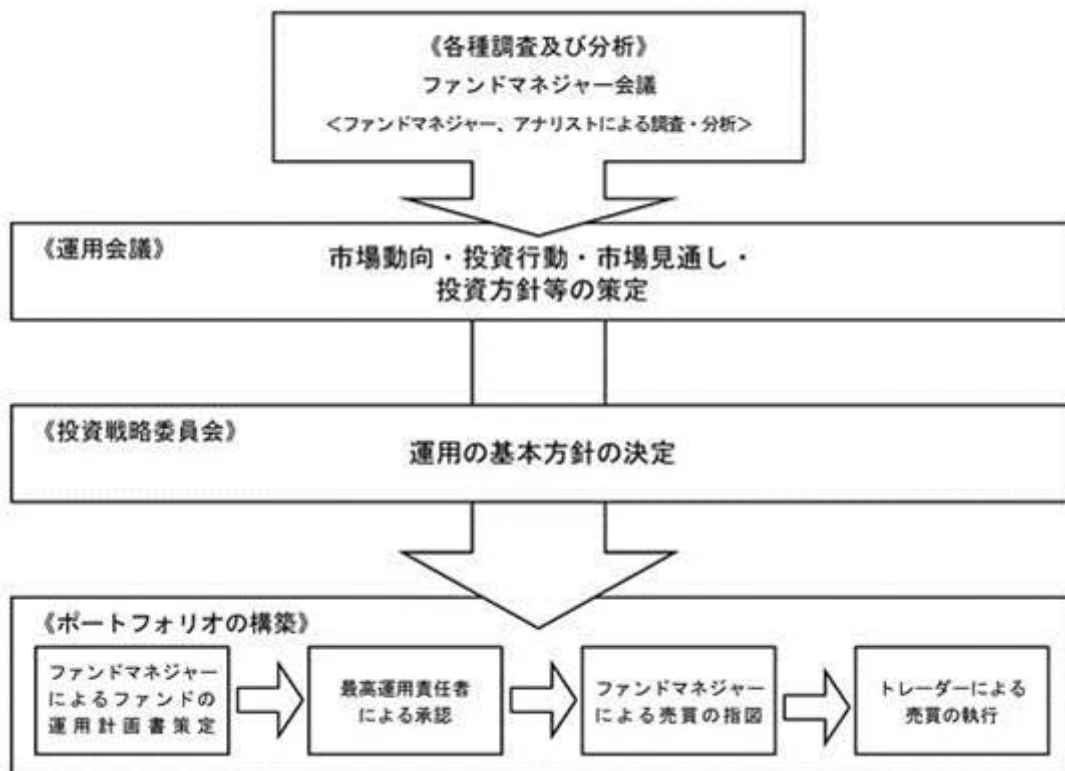 《各種調査及び分析》
ファンドマネジャー会議
<ファンドマネジャー、アナリストによる調査・分析>
《運用会議》
市場動向・投資行動・市場見通し・
投資方針等の策定
《投資戦略委員会》
運用の基本方針の決定
《ポートフォリオの構築》
ファンドマネジャー
によるファンドの
運用計画書策定
最高運用責任者
による承認
ファンドマネジャー
による売買の指図
トレーダーによる
売買の執行